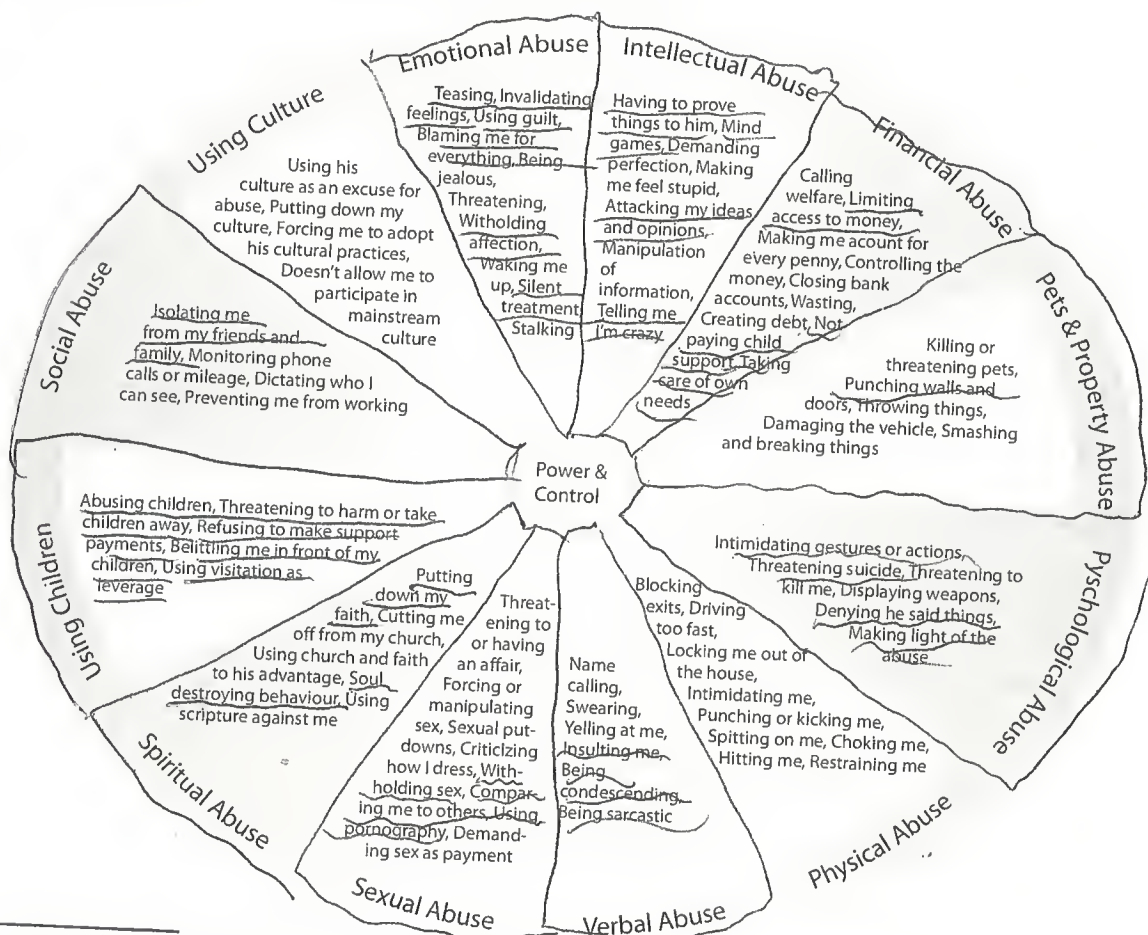 Emotional Abuse
Teasing, Invalidating
feelings, Using guilt,
Blaming me for
everything, Being
jealous,
Threatening,
Witholding
affection,
Waking me
up, Silent
treatment
Stalking
Intellectual Abuse
Having to prove
things to him, Mind
games, Demanding
perfection, Making
me feel stupid,
Attacking my ideas
and opinions,
Manipulation
of
information,
Telling me
I'm crazy
Financial Abuse
Calling
welfare, Limiting
access to money,
Making me acount for
every penny, Controlling the
money, Closing bank
accounts, Wasting,
Creating debt, Not
paying child
support, Taking
care of own
needs
Pets & Property Abuse
Killing or
threatening pets,
Punching walls and
doors, Throwing things,
Damaging the vehicle, Smashing
and breaking things
Pyschological Abuse
Intimidating gestures or actions,
Threatening suicide, Threatening to
kill me, Displaying weapons,
Denying he said things,
Making light of the
abuse
Physical Abuse
Blocking
exits, Driving
too fast,
Locking me out of
the house,
Intimidating me,
Punching or kicking me,
Spitting on me, Choking me,
Hitting me, Restraining me
Verbal Abuse
Name
calling,
Swearing,
Yelling at me,
Insulting me,
Being
condescending,
Being sarcastic
Sexual Abuse
Threat-
ening to
or having
an affair,
Forcing or
manipulating
sex, Sexual put-
downs, Criticizing
how I dress, With-
holding sex, Compar-
ing me to others, Using
pornography, Demand-
ing sex as payment
Spiritual Abuse
Putting
down my
faith, Cutting me
off from my church,
Using church and faith
to his advantage, Soul
destroying behaviour, Using
scripture against me
Using Children
Abusing children, Threatening to harm or take
children away, Refusing to make support
payments, Belittling me in front of my
children, Using visitation as
leverage
Social Abuse
Isolating me
from my friends and
family, Monitoring phone
calls or mileage, Dictating who I
can see, Preventing me from working
Using Culture
Using his
culture as an excuse for
abuse, Putting down my
culture, Forcing me to adopt
his cultural practices,
Doesn't allow me to
participate in
mainstream
culture
Power &
Control